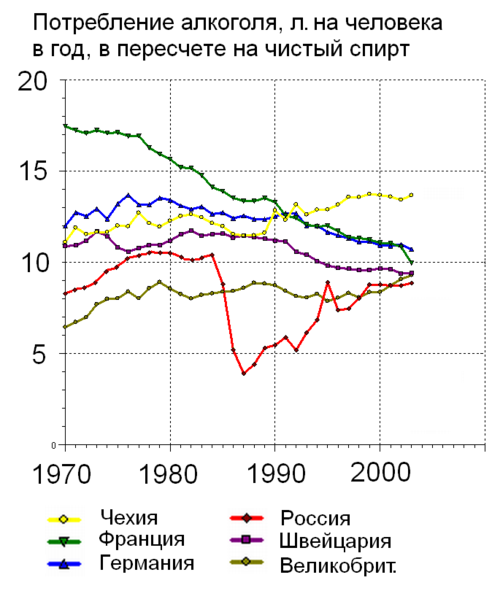 Потребление алкоголя, л. на человека
в год, в пересчете на чистый спирт
20
15
10
5
0
1970 1980 1990 2000
Чехия Россия
Франция Швейцария
Германия Великобрит.